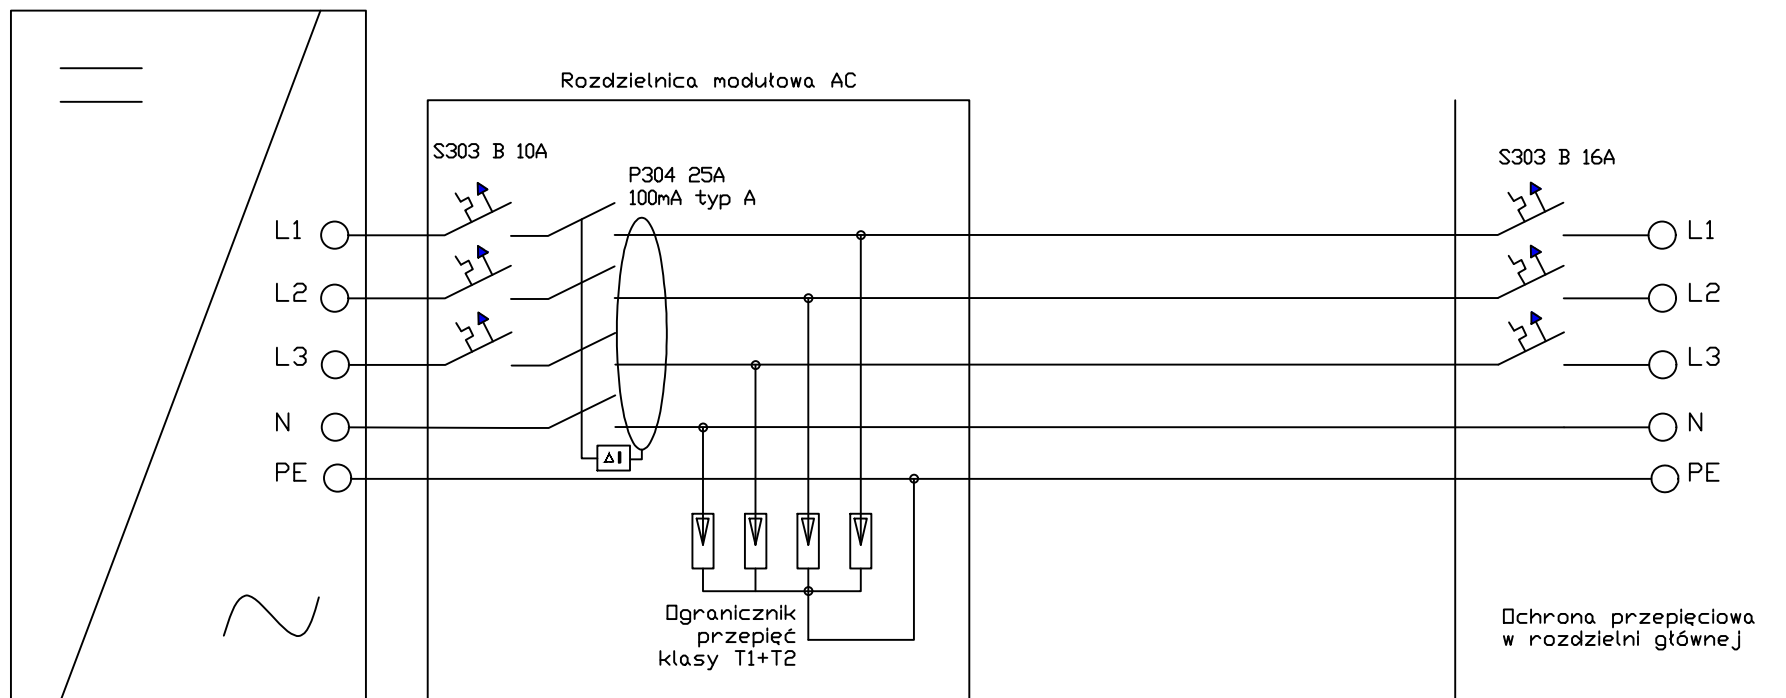 Rozdzielnica modułowa AC
S303 B 10A
P304 25A
100mA typ A
S303 B 16A
L1
L1
L2
L2
L3
L3
N
N
PE
PE
ΔI
Ogranicznik
przepięć
klasy T1+T2
Ochrona przepięciowa
w rozdzielni głównej